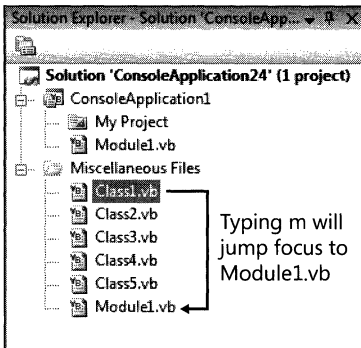 Solution Explorer - Solution 'ConsoleApp...
Solution 'ConsoleApplication24' (1 project)
ConsoleApplication1
My Project
Module1.vb
Miscellaneous Files
Class1.vb
Class2.vb
Class3.vb
Class4.vb
Class5.vb
Module1.vb
Typing m will
jump focus to
Module1.vb